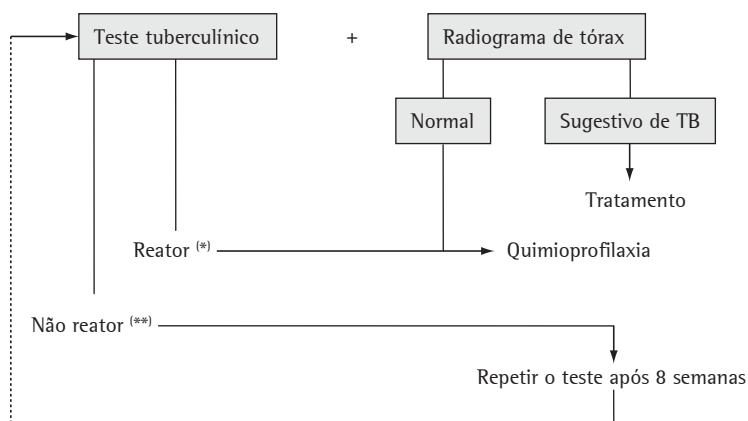 Teste tuberculínico + Radiograma de tórax
Normal Sugestivo de TB
Tratamento
Reator (*) Quimioprofilaxia
Não reator (**)
Repetir o teste após 8 semanas